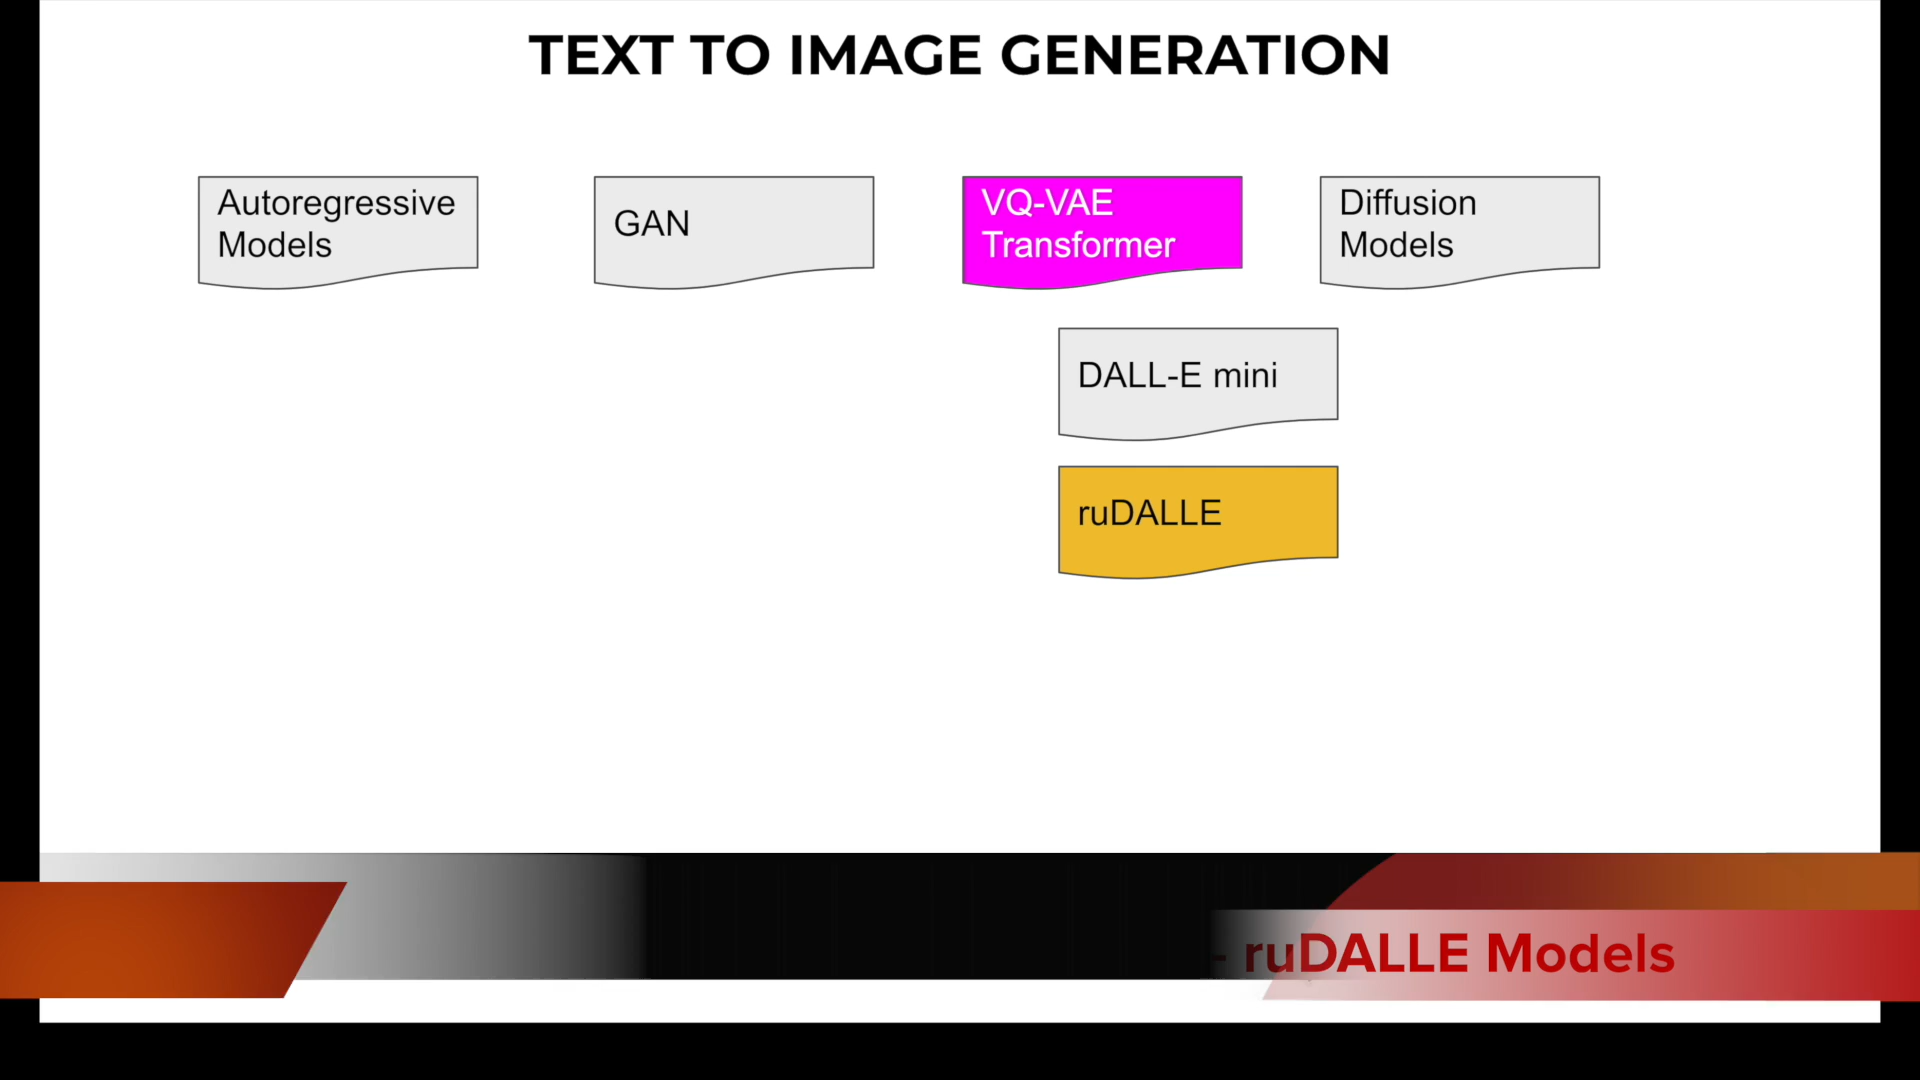 TEXT TO IMAGE GENERATION
Autoregressive
Models
GAN
VQ-VAE
Transformer
Diffusion
Models
DALL-E mini
ruDALLE
- ruDALLE Models